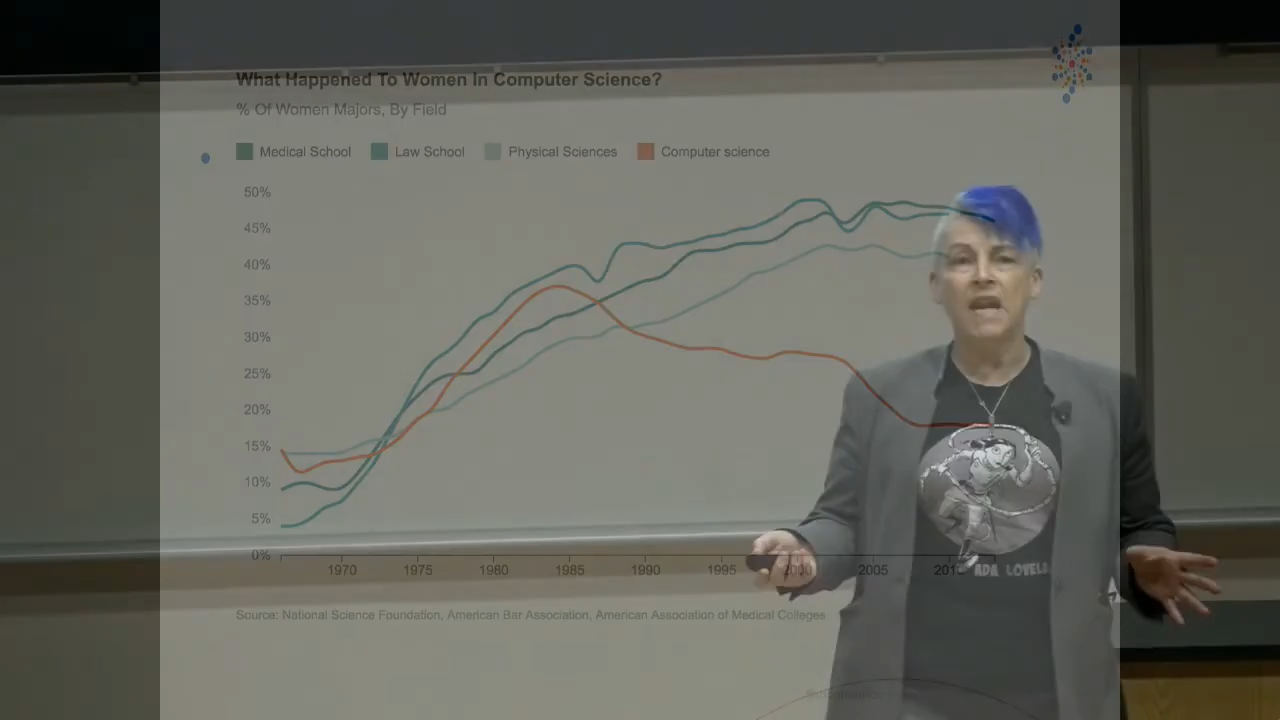 What Happened To Women In Computer Science?
% Of Women Majors, By Field
Medical School Law School Physical Sciences Computer science
50%
45%
40%
35%
30%
25%
20%
15%
10%
5%
0%
1970 1975 1980 1985 1990 1995 2000 2005
ADA
Source: National Science Foundation, American Bar Association, American Association of Medical Colleges